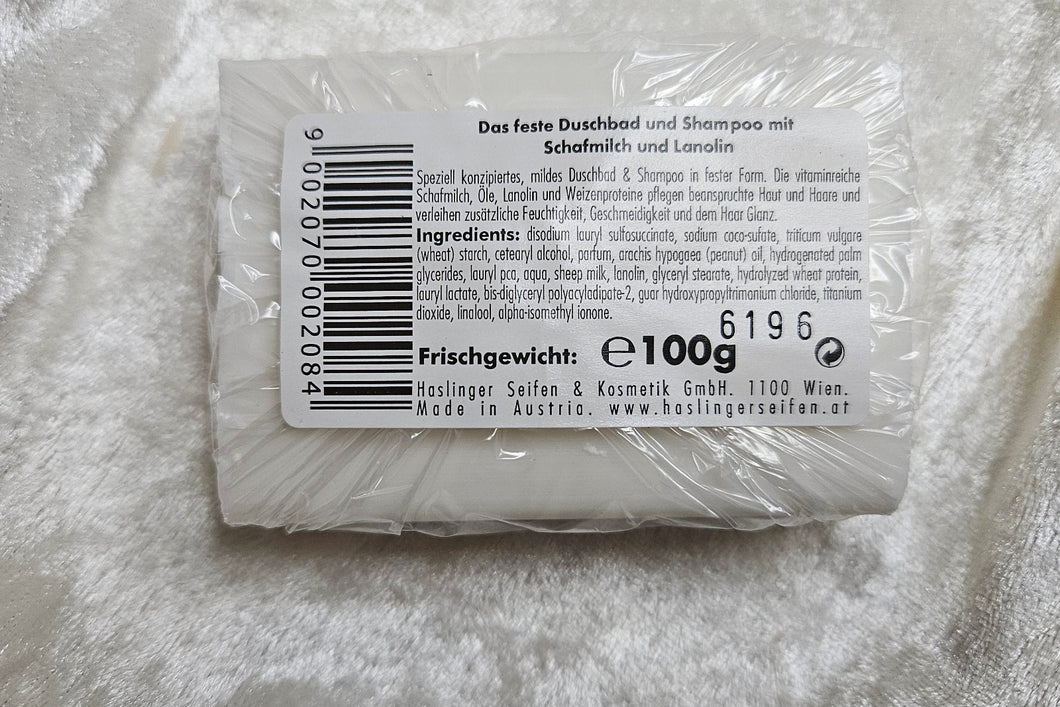 Das feste Duschbad und Shampoo mit
Schafmilch und Lanolin
Speziell konzipiertes, mildes Duschbad & Shampoo in fester Form. Die vitaminreiche
Schafmilch, Öle, Lanolin und Weizenproteine pflegen beanspruchte Haut und Haare und
verleihen zusätzliche Feuchtigkeit, Geschmeidigkeit und dem Haar Glanz.
Ingredients: disodium lauryl sulfosuccinate, sodium coco-sufate, triticum vulgare
(wheat) starch, cetearyl alcohol, parfum, arachis hypogaea (peanut) oil, hydrogenated palm
glycerides, lauryl pca, aqua, sheep milk, lanolin, glyceryl stearate, hydrolyzed wheat protein,
lauryl lactate, bis-diglyceryl polyacyladipate-2, guar hydroxypropyltrimonium chloride, titanium
dioxide, linalool, alpha-isomethyl ionone.
6196
Frischgewicht: ℮100g
Haslinger Seifen & Kosmetik GmbH. 1100 Wien.
Made in Austria. www.haslingerseifen.at
9 002070 002084